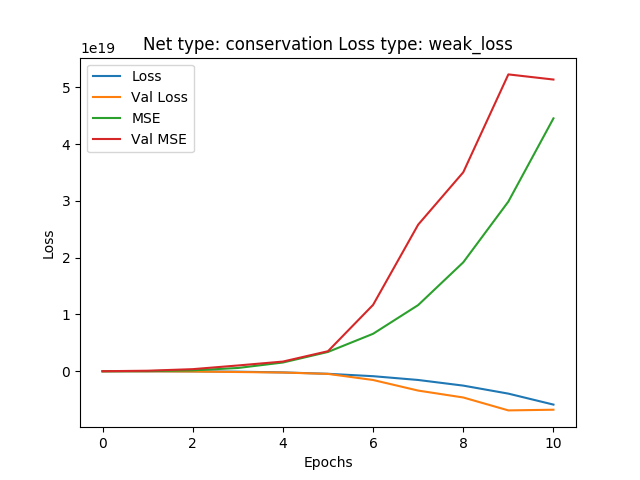 Net type: conservation Loss type: weak_loss
1e19
Loss
Val Loss
MSE
Val MSE
5
4
3
2
1
0
Loss
0 2 4 6 8 10
Epochs